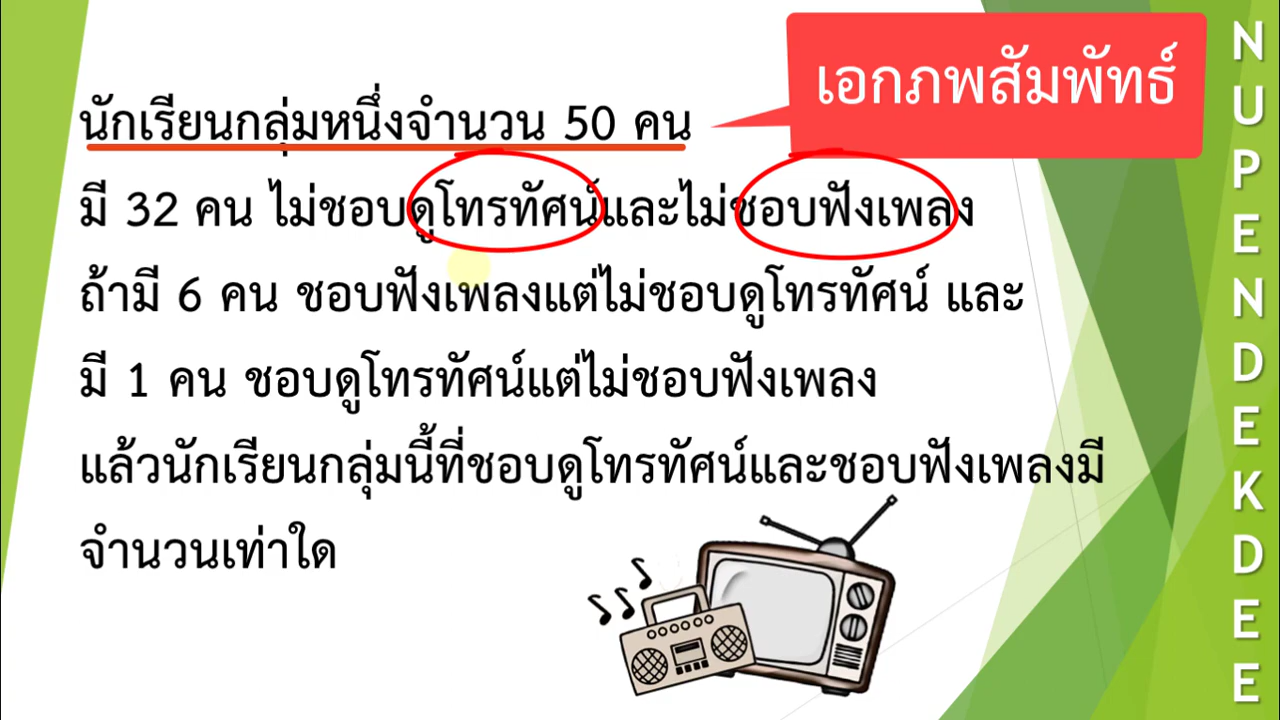 เอกภพสัมพัทธ์
นักเรียนกลุ่มหนึ่งจำนวน 50 คน
มี 32 คน ไม่ชอบดูโทรทัศน์และไม่ชอบฟังเพลง
ถ้ามี 6 คน ชอบฟังเพลงแต่ไม่ชอบดูโทรทัศน์ และ
มี 1 คน ชอบดูโทรทัศน์แต่ไม่ชอบฟังเพลง
แล้วนักเรียนกลุ่มนี้ที่ชอบดูโทรทัศน์และชอบฟังเพลงมี
จำนวนเท่าใด
NUPENDEKDEE